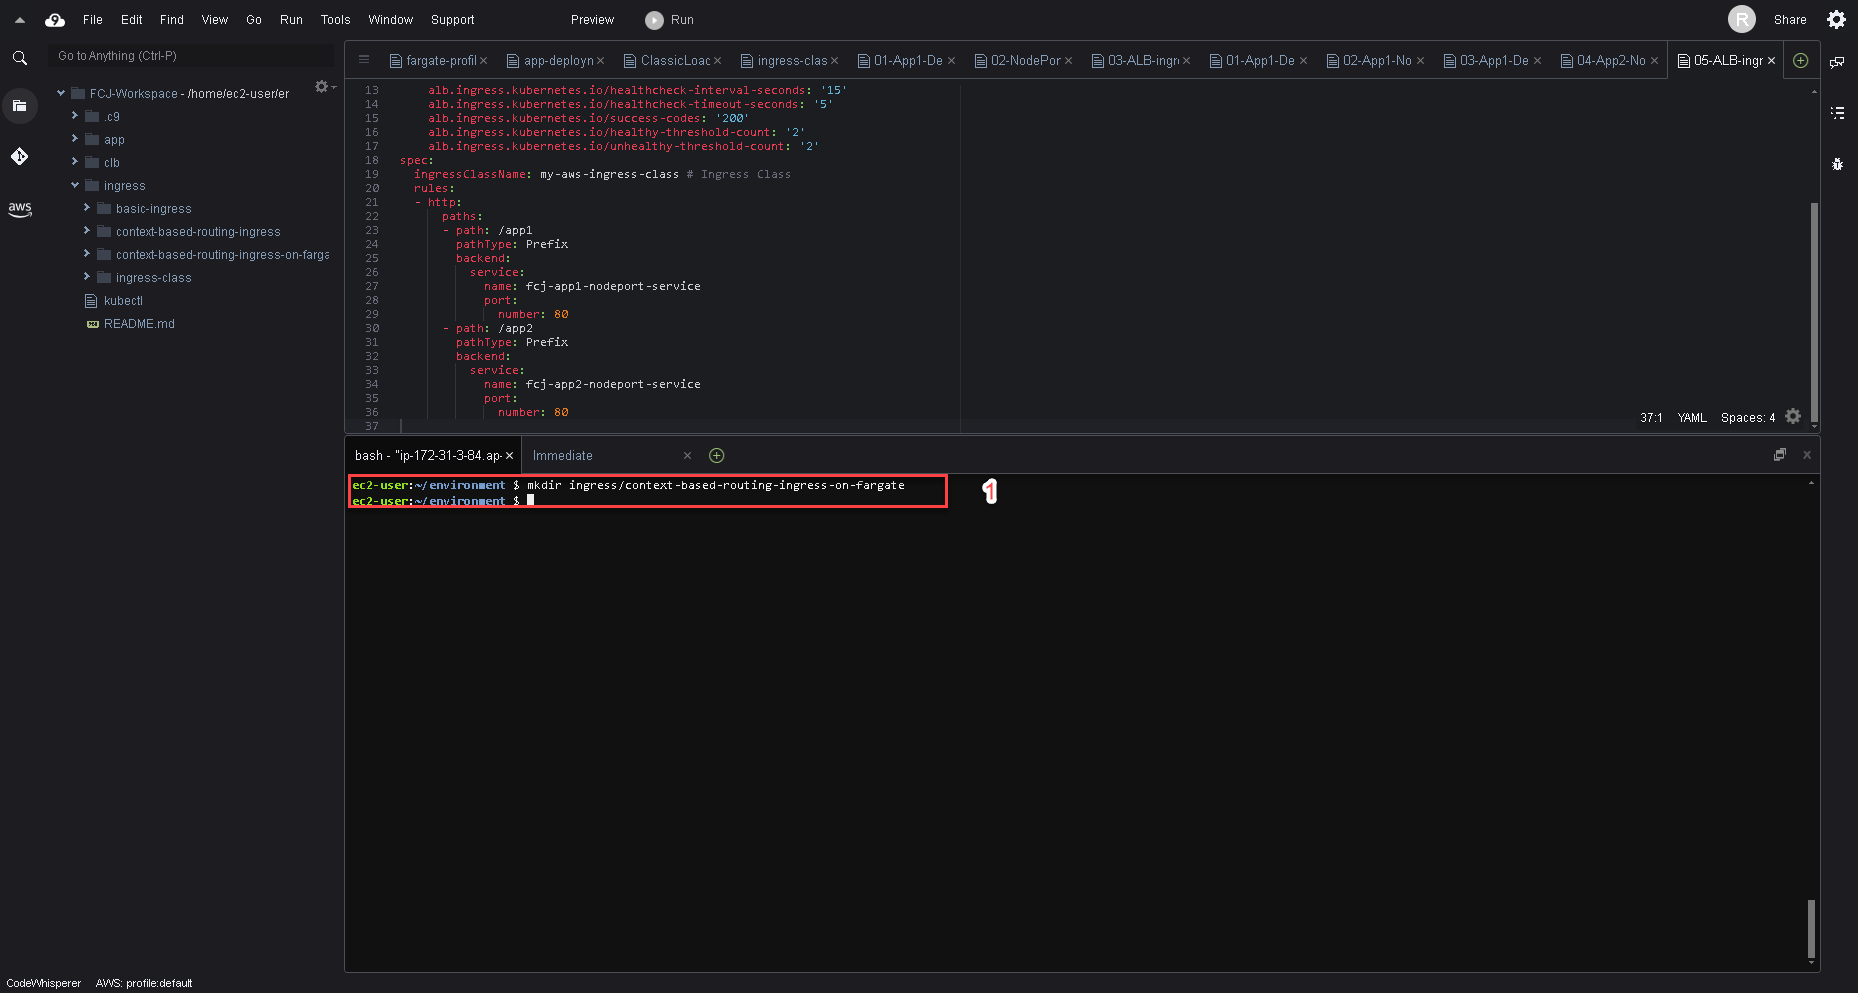 File Edit Find View Go Run Tools Window Support Preview Run R Share
Go to Anything (Ctrl-P)
fargate-profil app-deployn ClassicLoad ingress-clas 01-App1-De 02-NodePor 03-ALB-ingr 01-App1-De 02-App1-No 03-App1-De 04-App2-No 05-ALB-ingr
FCJ-Workspace - /home/ec2-user/er
.c9
app
clb
ingress
basic-ingress
context-based-routing-ingress
context-based-routing-ingress-on-farga
ingress-class
kubectl
README.md
aws
13 alb.ingress.kubernetes.io/healthcheck-interval-seconds: '15'
14 alb.ingress.kubernetes.io/healthcheck-timeout-seconds: '5'
15 alb.ingress.kubernetes.io/success-codes: '200'
16 alb.ingress.kubernetes.io/healthy-threshold-count: '2'
17 alb.ingress.kubernetes.io/unhealthy-threshold-count: '2'
18 spec:
19 ingressClassName: my-aws-ingress-class # Ingress Class
20 rules:
21 - http:
22 paths:
23 - path: /app1
24 pathType: Prefix
25 backend:
26 service:
27 name: fcj-app1-nodeport-service
28 port:
29 number: 80
30 - path: /app2
31 pathType: Prefix
32 backend:
33 service:
34 name: fcj-app2-nodeport-service
35 port:
36 number: 80
37
37:1 YAML Spaces: 4
bash - "ip-172-31-3-84.ap- Immediate
ec2-user:~/environment $ mkdir ingress/context-based-routing-ingress-on-fargate
ec2-user:~/environment $
1
CodeWhisperer AWS: profile:default